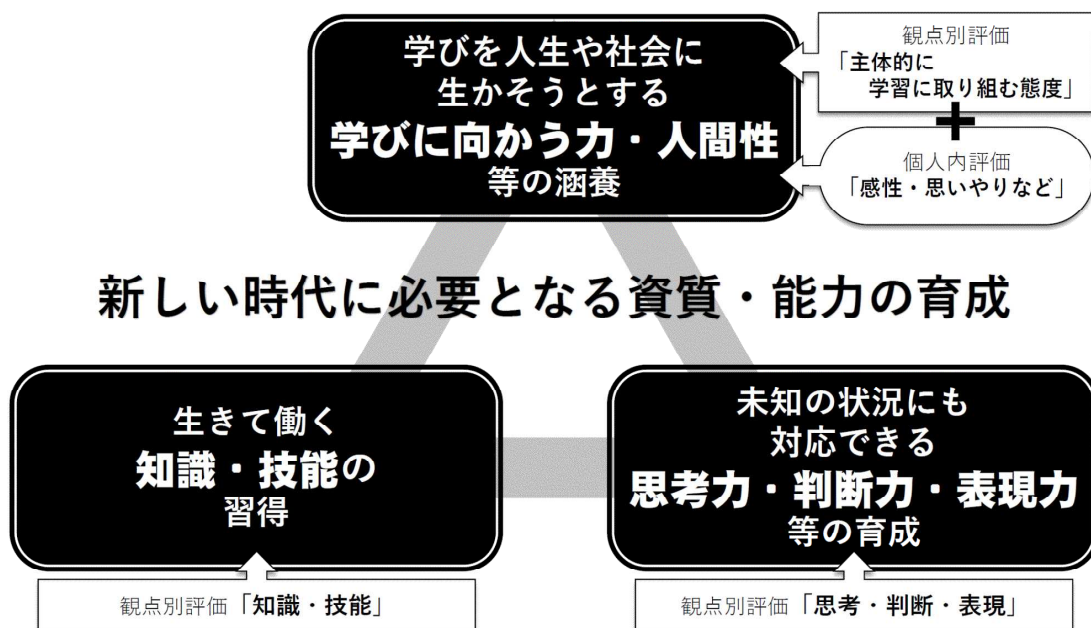 学びを人生や社会に
生かそうとする
学びに向かう力・人間性
等の涵養
観点別評価
「主体的に
学習に取り組む態度」
+
個人内評価
「感性・思いやりなど」
新しい時代に必要となる資質・能力の育成
生きて働く
知識・技能の
習得
観点別評価「知識・技能」
未知の状況にも
対応できる
思考力・判断力・表現力
等の育成
観点別評価「思考・判断・表現」